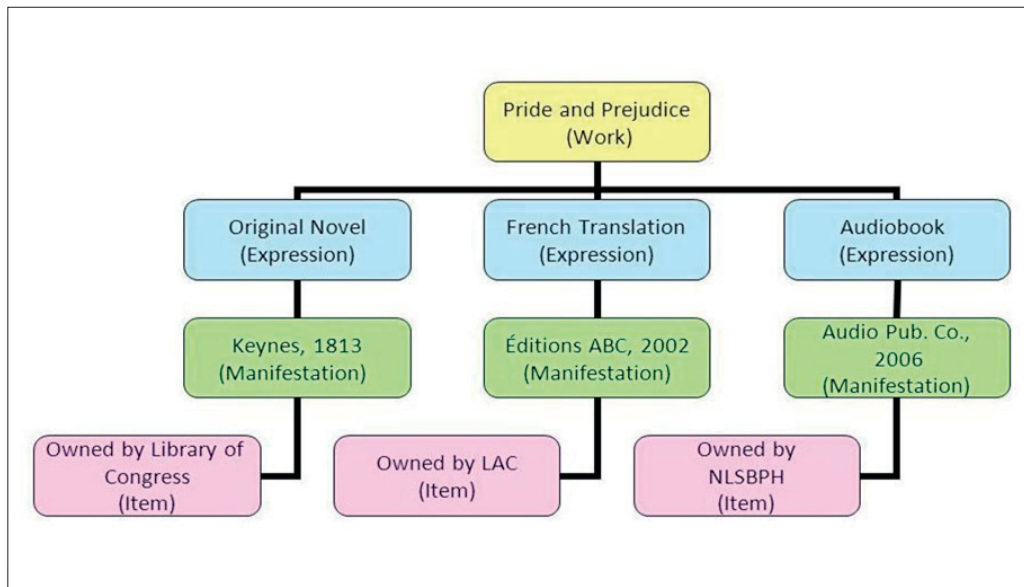 Pride and Prejudice
(Work)
Original Novel
(Expression)
French Translation
(Expression)
Audiobook
(Expression)
Keynes, 1813
(Manifestation)
Éditions ABC, 2002
(Manifestation)
Audio Pub. Co.,
2006
(Manifestation)
Owned by Library of
Congress
(Item)
Owned by LAC
(Item)
Owned by
NLSBPH
(Item)